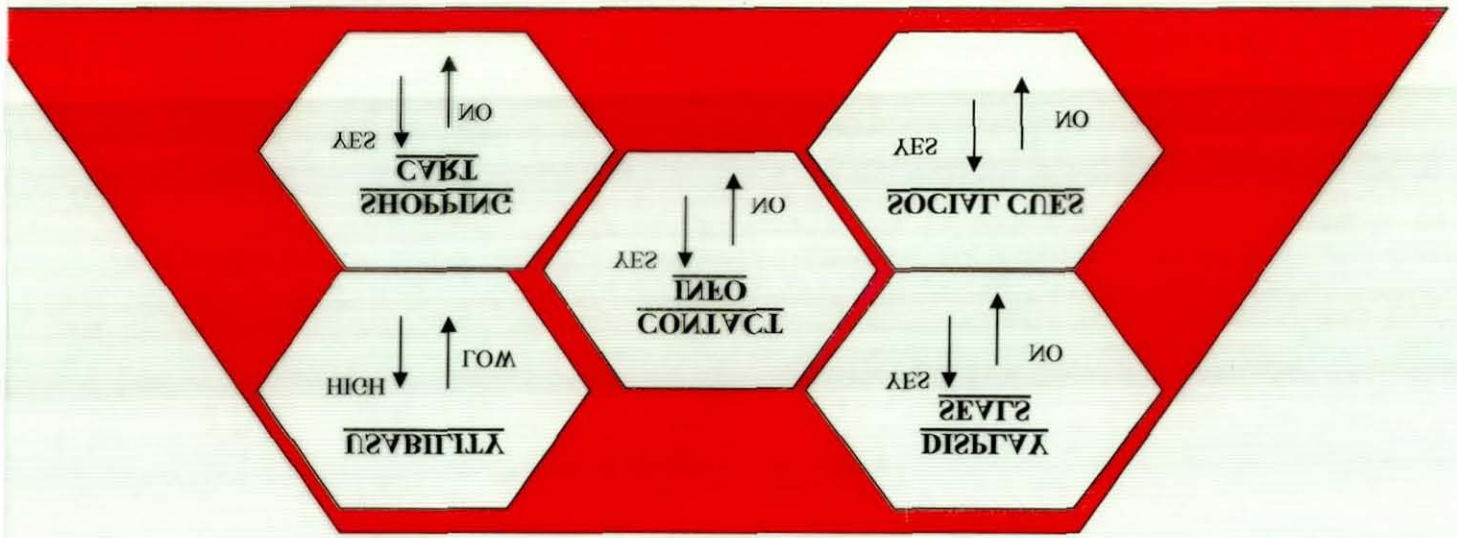 USABILITY
HIGH
LOW
DISPLAY
SEALS
YES
NO
CONTACT
INFO
YES
NO
SHOPPING
CART
YES
NO
SOCIAL CUES
YES
NO